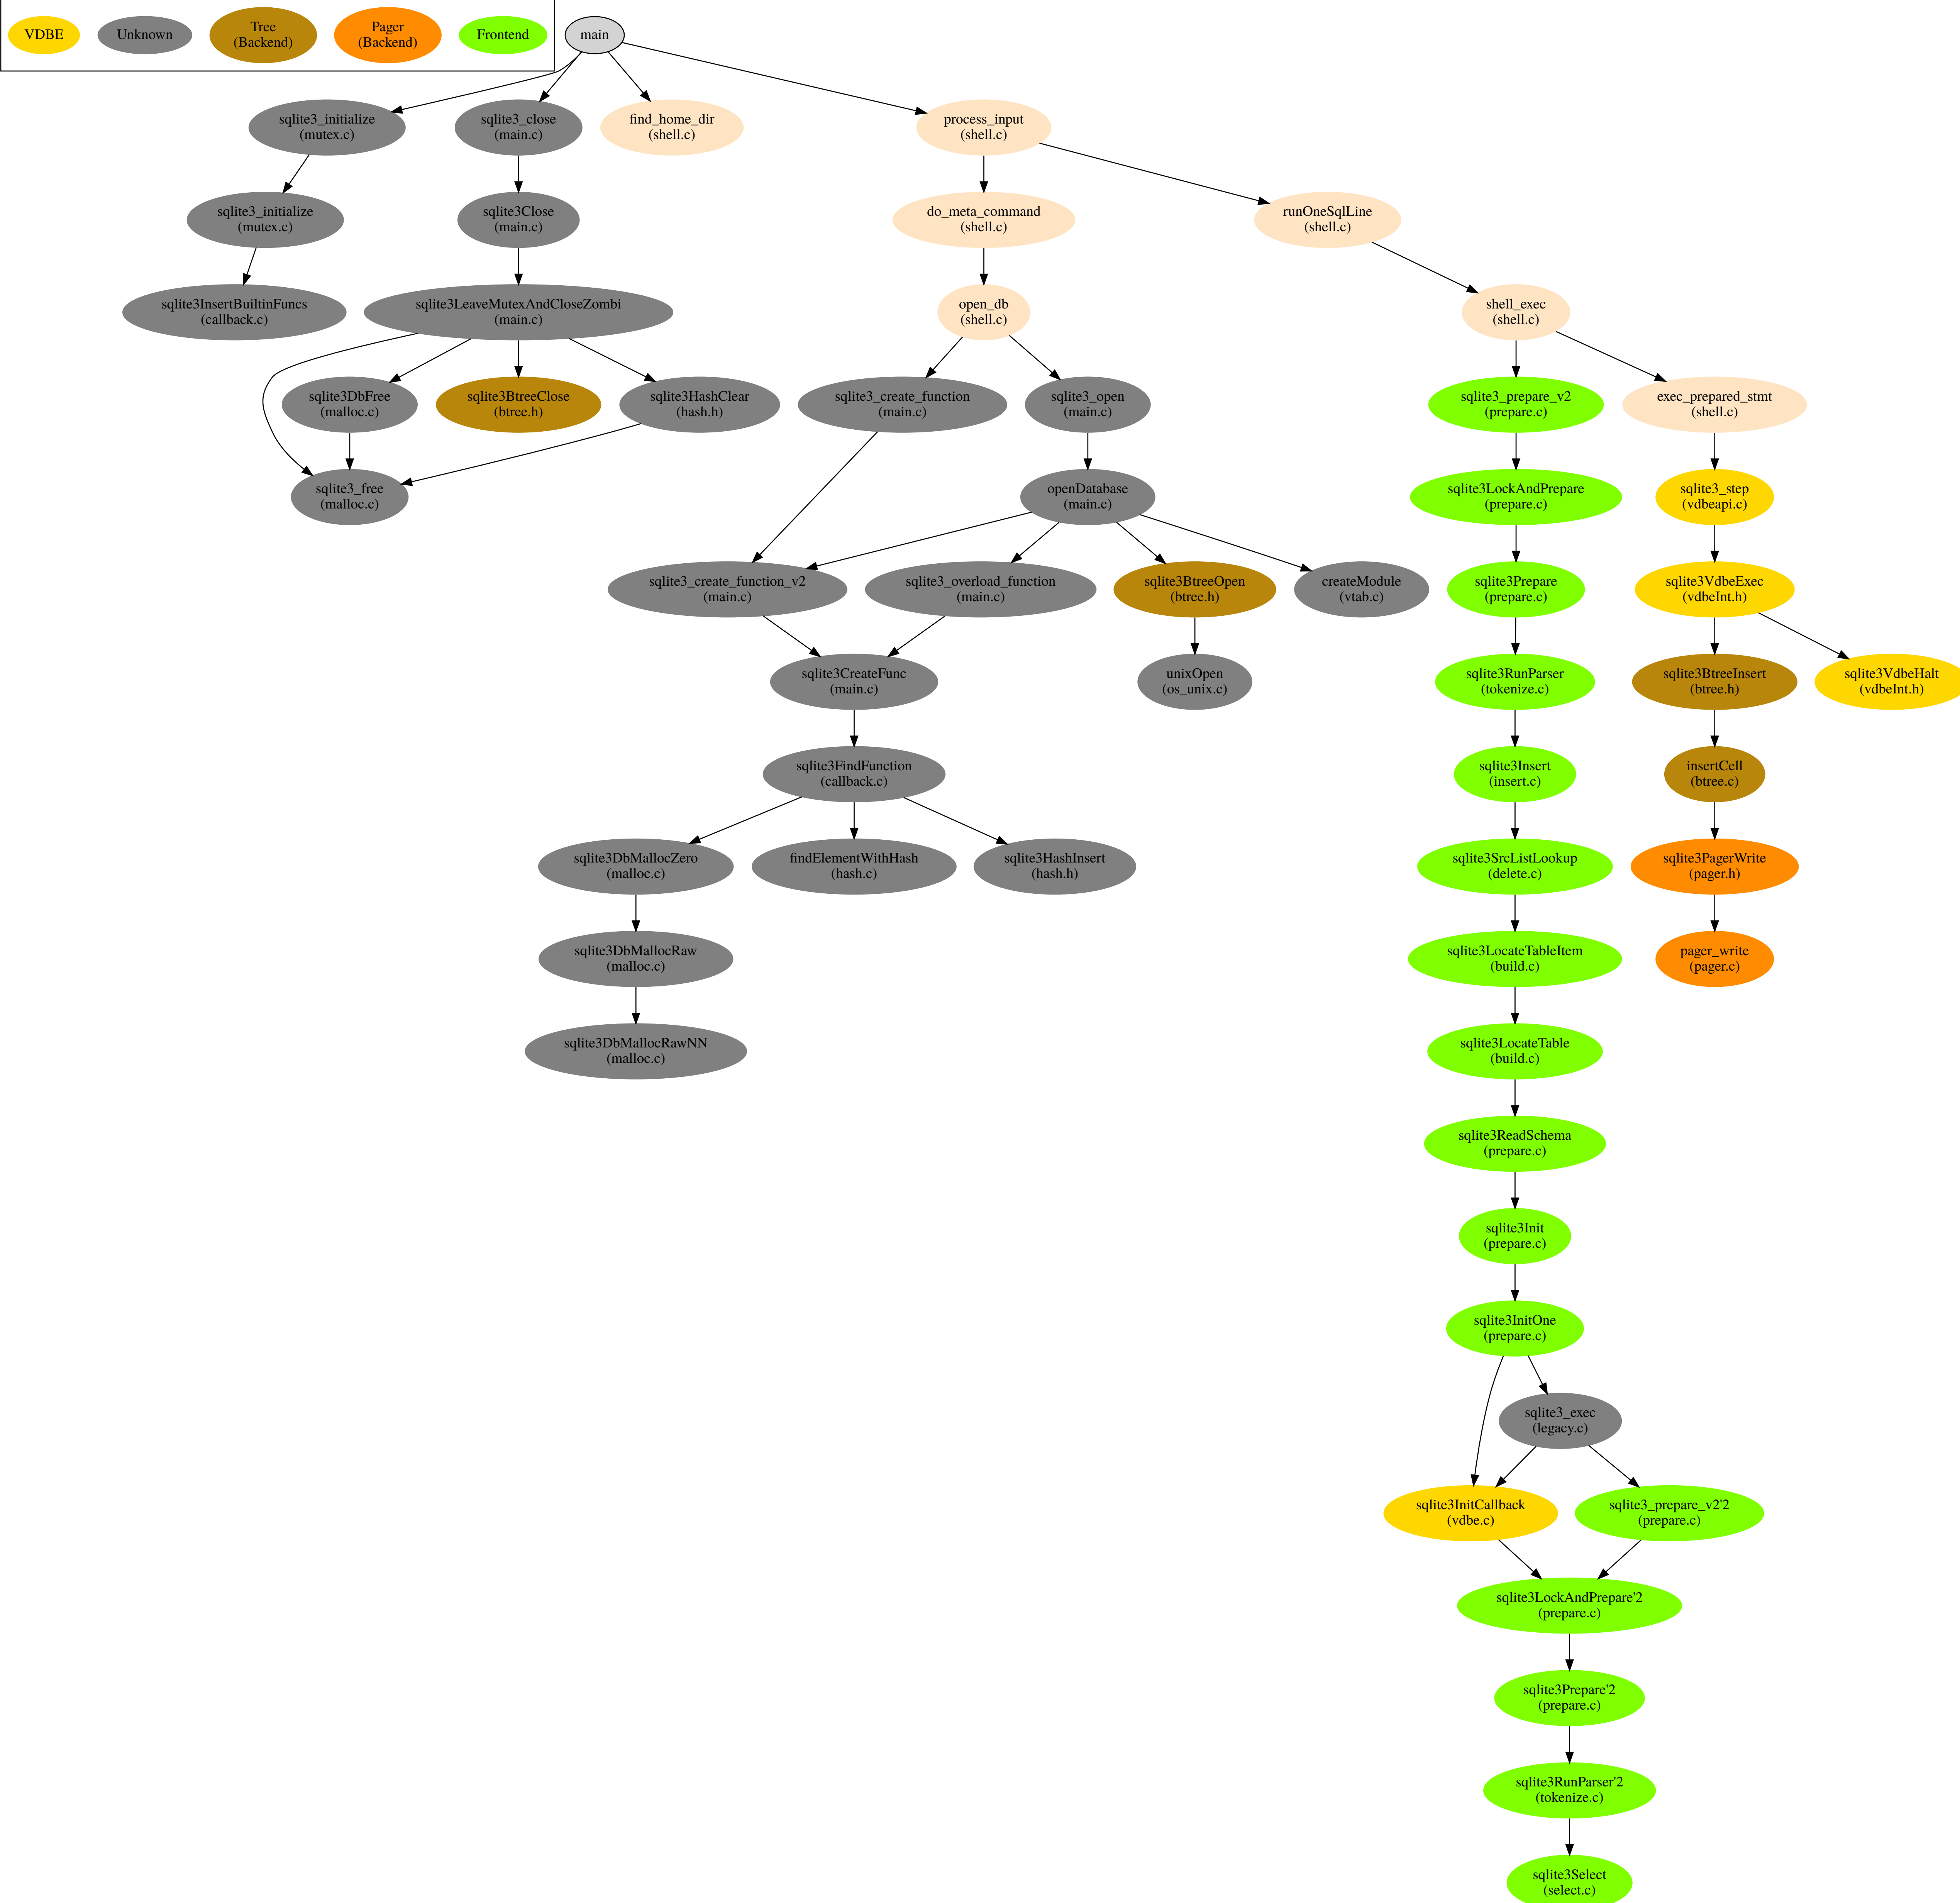 VDBE
Unknown
Tree
(Backend)
Pager
(Backend)
Frontend
main
sqlite3_initialize
(mutex.c)
sqlite3_close
(main.c)
find_home_dir
(shell.c)
process_input
(shell.c)
sqlite3_initialize
(mutex.c)
sqlite3Close
(main.c)
do_meta_command
(shell.c)
runOneSqlLine
(shell.c)
sqlite3InsertBuiltinFuncs
(callback.c)
sqlite3LeaveMutexAndCloseZombi
(main.c)
open_db
(shell.c)
shell_exec
(shell.c)
sqlite3DbFree
(malloc.c)
sqlite3BtreeClose
(btree.h)
sqlite3HashClear
(hash.h)
sqlite3_create_function
(main.c)
sqlite3_open
(main.c)
sqlite3_prepare_v2
(prepare.c)
exec_prepared_stmt
(shell.c)
sqlite3_free
(malloc.c)
openDatabase
(main.c)
sqlite3LockAndPrepare
(prepare.c)
sqlite3_step
(vdbeapi.c)
sqlite3_create_function_v2
(main.c)
sqlite3_overload_function
(main.c)
sqlite3BtreeOpen
(btree.h)
createModule
(vtab.c)
sqlite3Prepare
(prepare.c)
sqlite3VdbeExec
(vdbeInt.h)
sqlite3CreateFunc
(main.c)
unixOpen
(os_unix.c)
sqlite3RunParser
(tokenize.c)
sqlite3BtreeInsert
(btree.h)
sqlite3VdbeHalt
(vdbeInt.h)
sqlite3FindFunction
(callback.c)
sqlite3Insert
(insert.c)
insertCell
(btree.c)
sqlite3DbMallocZero
(malloc.c)
findElementWithHash
(hash.c)
sqlite3HashInsert
(hash.h)
sqlite3SrcListLookup
(delete.c)
sqlite3PagerWrite
(pager.h)
sqlite3DbMallocRaw
(malloc.c)
sqlite3LocateTableItem
(build.c)
pager_write
(pager.c)
sqlite3DbMallocRawNN
(malloc.c)
sqlite3LocateTable
(build.c)
sqlite3ReadSchema
(prepare.c)
sqlite3Init
(prepare.c)
sqlite3InitOne
(prepare.c)
sqlite3_exec
(legacy.c)
sqlite3InitCallback
(vdbe.c)
sqlite3_prepare_v2'2
(prepare.c)
sqlite3LockAndPrepare'2
(prepare.c)
sqlite3Prepare'2
(prepare.c)
sqlite3RunParser'2
(tokenize.c)
sqlite3Select
(select.c)